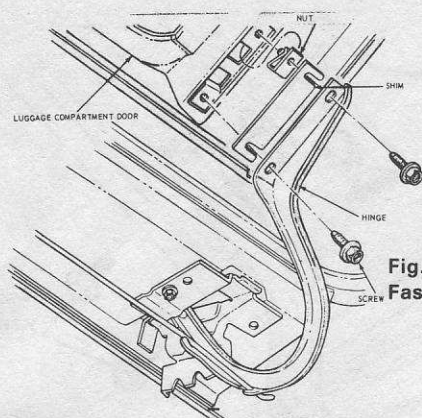 NUT
SHIM
LUGGAGE COMPARTMENT DOOR
HINGE
Fig.
SCREW
Fas